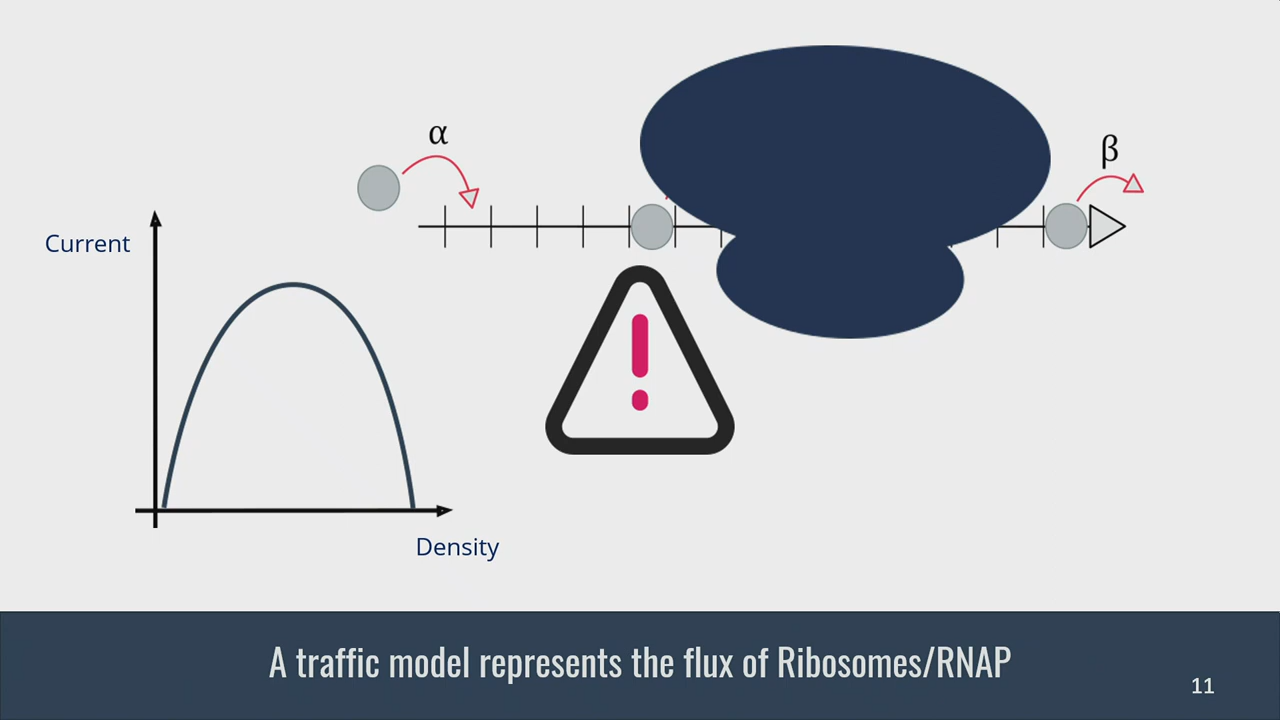 α
β
Current
Density
A traffic model represents the flux of Ribosomes/RNAP
11